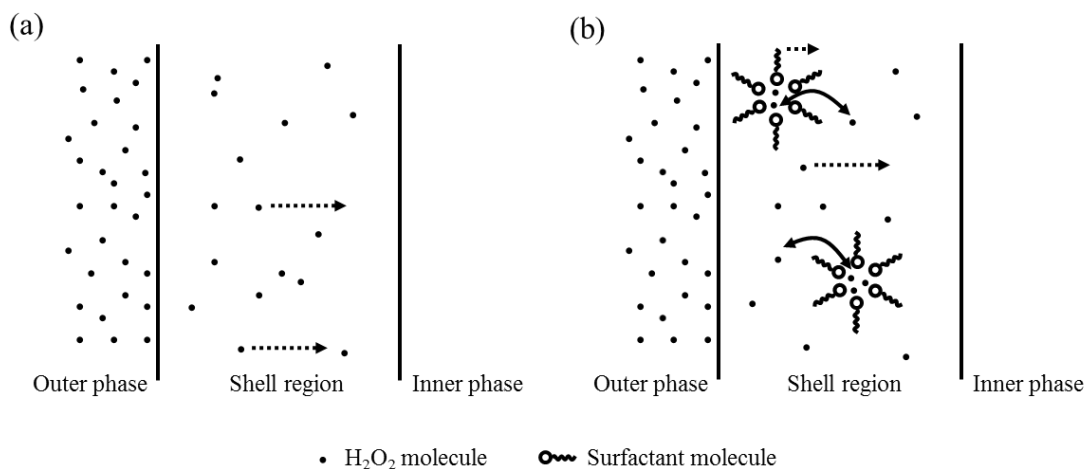 (a)
(b)
Outer phase Shell region Inner phase
Outer phase Shell region Inner phase
H₂O₂ molecule Surfactant molecule